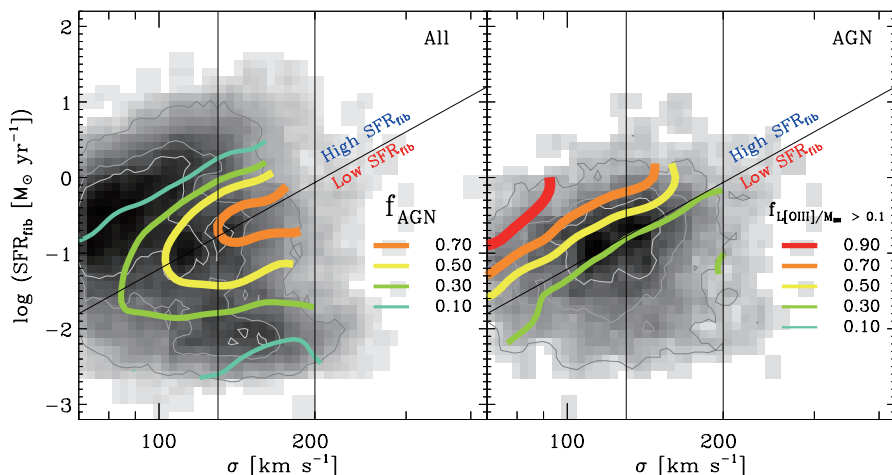 All
AGN
High SFR_fib
Low SFR_fib
High SFR_fib
Low SFR_fib
f_AGN
0.70
0.50
0.30
0.10
f_L[OIII]/M_BH > 0.1
0.90
0.70
0.50
0.30
0.10
log (SFR_fib [M⊙ yr⁻¹])
2
1
0
-1
-2
-3
100
200
100
200
σ [km s⁻¹]
σ [km s⁻¹]